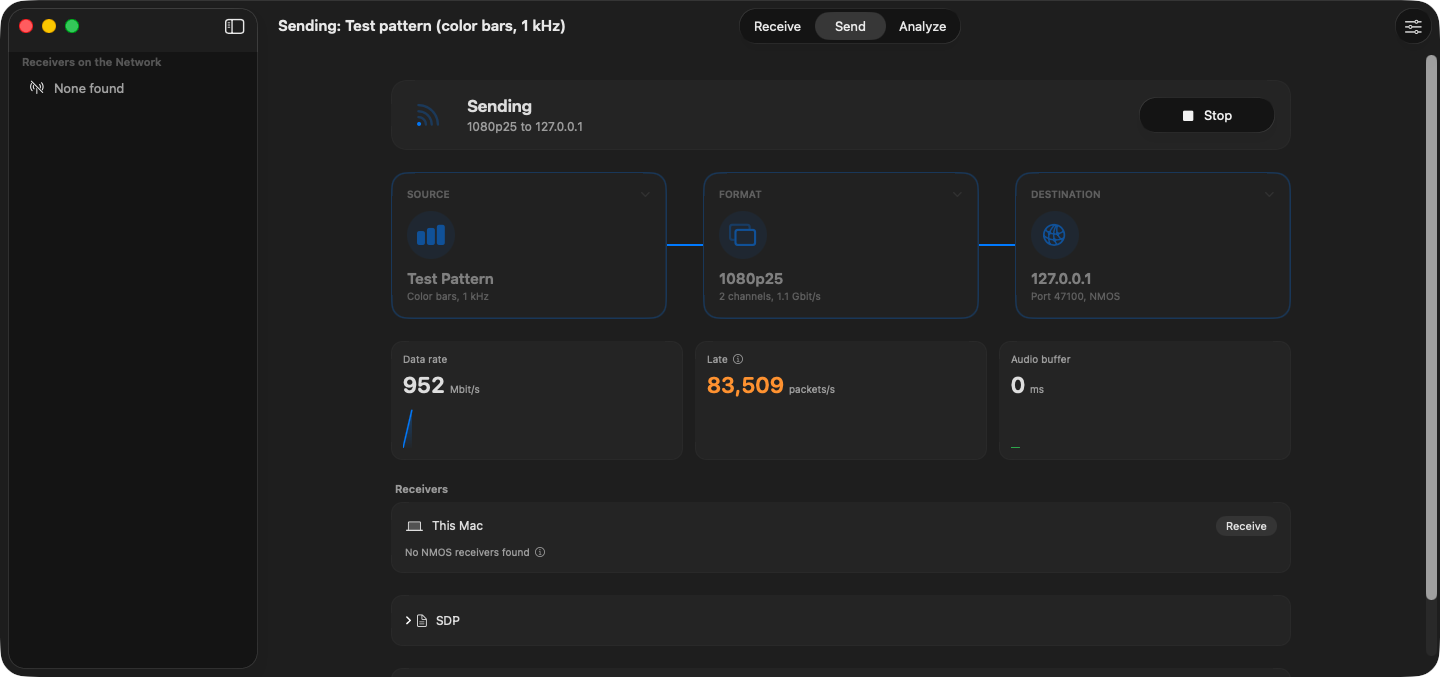 Sending: Test pattern (color bars, 1 kHz)
Receive
Send
Analyze
Receivers on the Network
None found
Sending
1080p25 to 127.0.0.1
Stop
SOURCE
Test Pattern
Color bars, 1 kHz
FORMAT
1080p25
2 channels, 1.1 Gbit/s
DESTINATION
127.0.0.1
Port 47100, NMOS
Data rate
952 Mbit/s
Late
83,509 packets/s
Audio buffer
0 ms
Receivers
This Mac
Receive
No NMOS receivers found
SDP